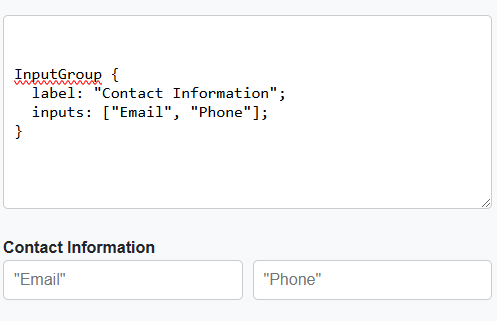 InputGroup {
  label: "Contact Information";
  inputs: ["Email", "Phone"];
}
Contact Information
"Email" "Phone"